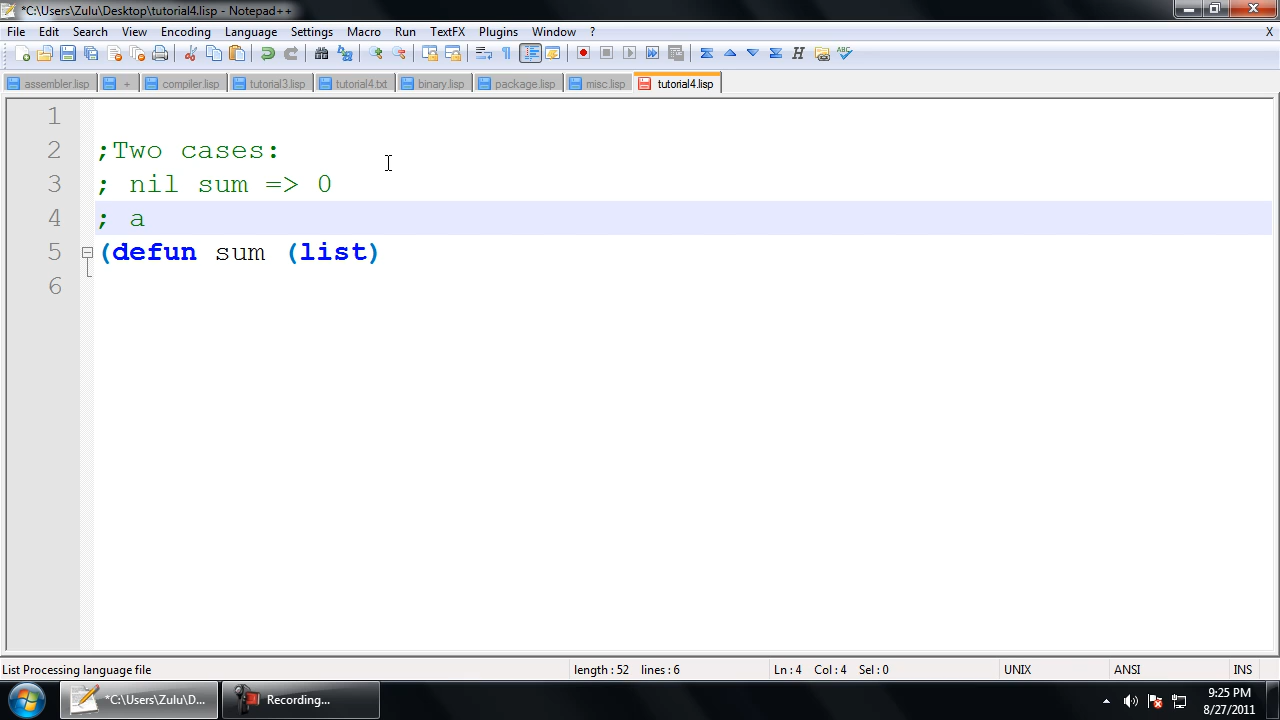 *C:\Users\Zulu\Desktop\tutorial4.lisp - Notepad++
File Edit Search View Encoding Language Settings Macro Run TextFX Plugins Window ? X
assembler.lisp + compiler.lisp tutorial3.lisp tutorial4.txt binary.lisp package.lisp misc.lisp tutorial4.lisp
1
2 ;Two cases:
3 ; nil sum => 0
4 ; a
5 (defun sum (list)
6
List Processing language file length : 52 lines : 6 Ln : 4 Col : 4 Sel : 0 UNIX ANSI INS
*C:\Users\Zulu\D... Recording... 9:25 PM
8/27/2011